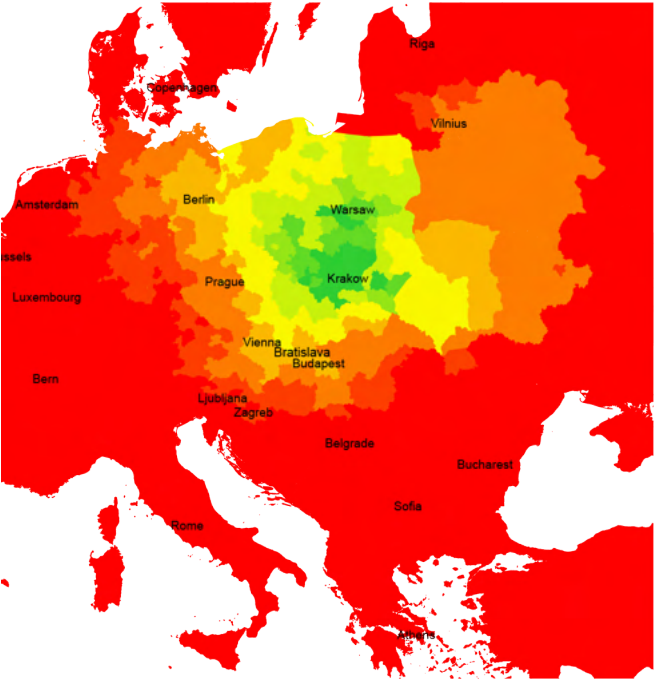 Riga
Copenhagen
Vilnius
Berlin
Amsterdam
Warsaw
ssels
Krakow
Prague
Luxembourg
Vienna
Bratislava
Budapest
Bern
Ljubljana
Zagreb
Belgrade
Bucharest
Sofia
Rome
Athens